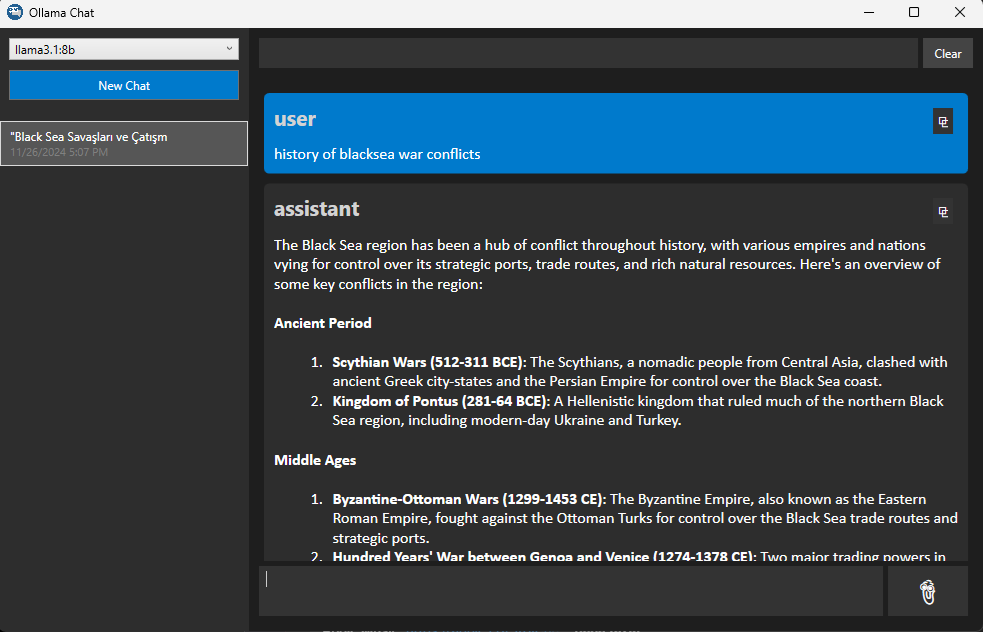 Ollama Chat
llama3.1:8b
Clear
New Chat
user
"Black Sea Savaşları ve Çatışm
11/26/2024 5:07 PM
history of blacksea war conflicts
assistant
The Black Sea region has been a hub of conflict throughout history, with various empires and nations
vying for control over its strategic ports, trade routes, and rich natural resources. Here's an overview of
some key conflicts in the region:
Ancient Period
1. Scythian Wars (512-311 BCE): The Scythians, a nomadic people from Central Asia, clashed with
ancient Greek city-states and the Persian Empire for control over the Black Sea coast.
2. Kingdom of Pontus (281-64 BCE): A Hellenistic kingdom that ruled much of the northern Black
Sea region, including modern-day Ukraine and Turkey.
Middle Ages
1. Byzantine-Ottoman Wars (1299-1453 CE): The Byzantine Empire, also known as the Eastern
Roman Empire, fought against the Ottoman Turks for control over the Black Sea trade routes and
strategic ports.
2. Hundred Years' War between Genoa and Venice (1274-1378 CE): Two major trading powers in